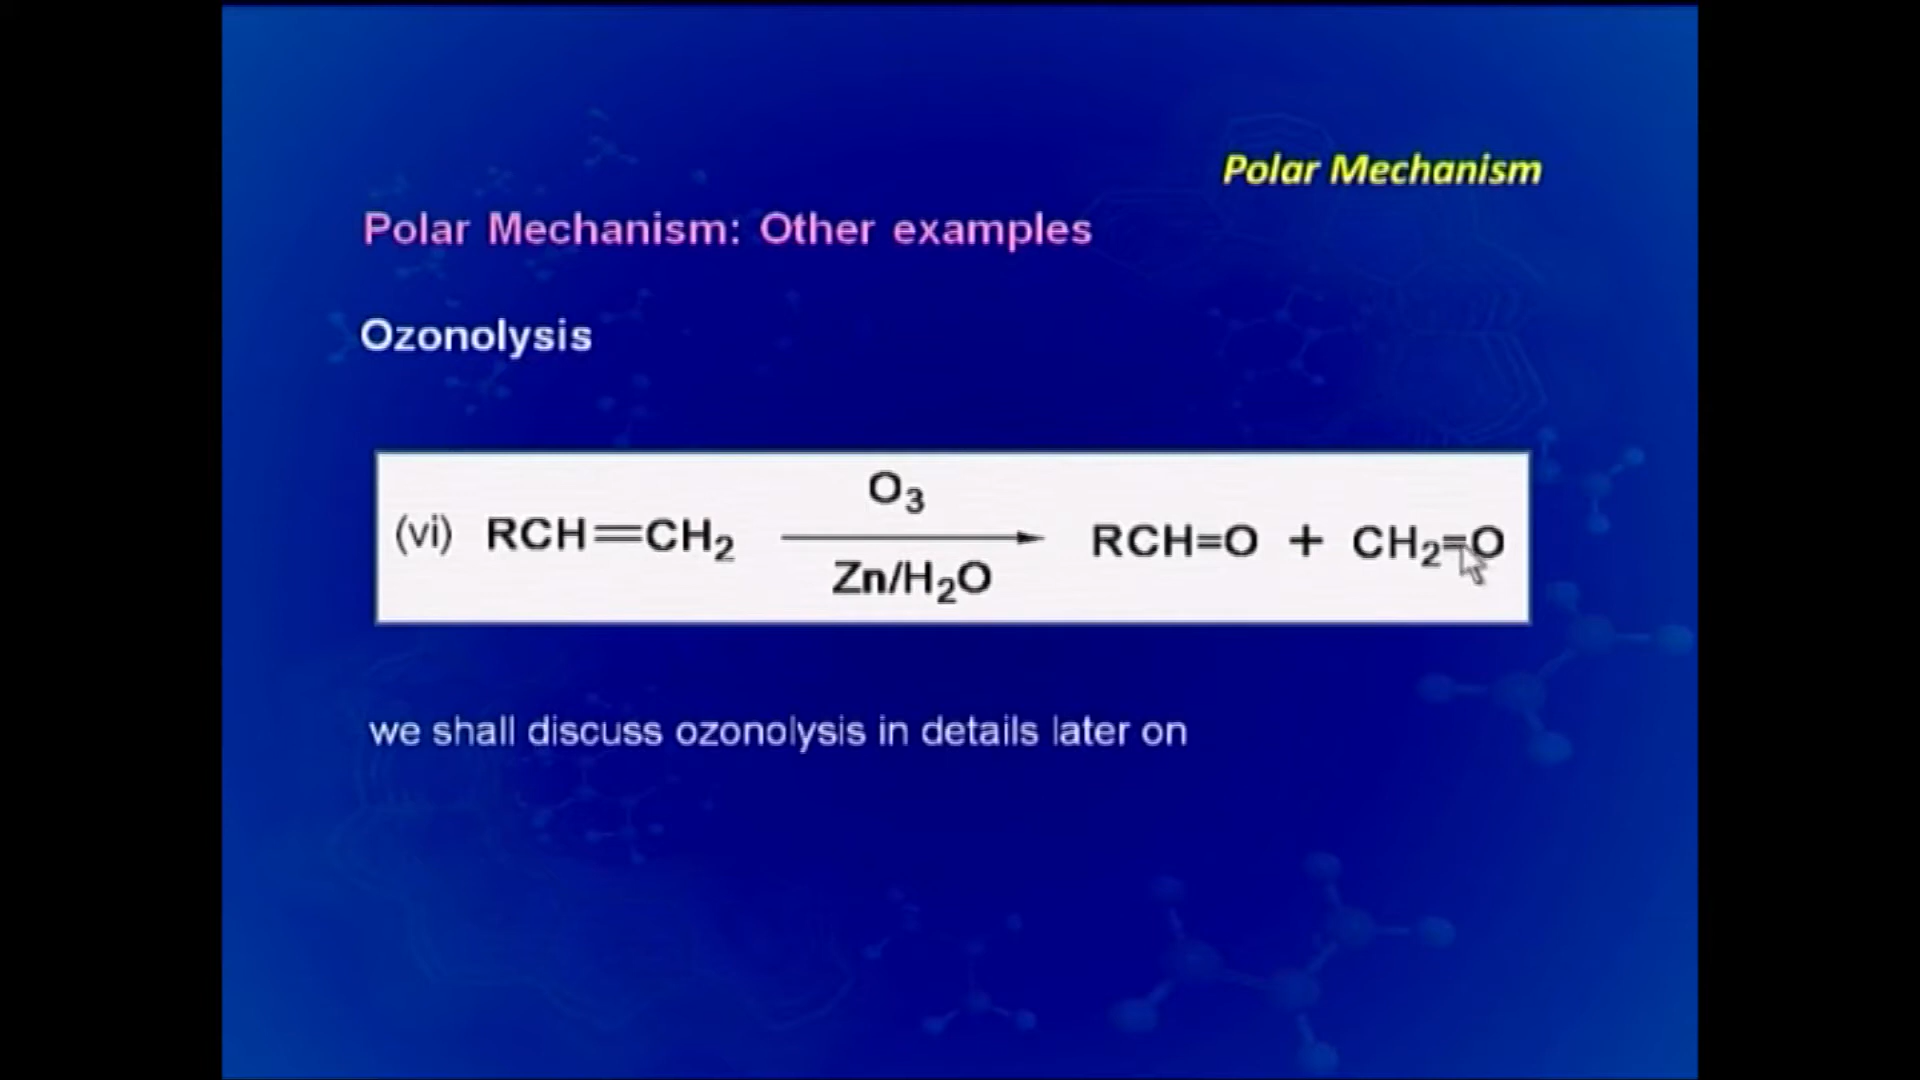 Polar Mechanism
Polar Mechanism: Other examples
Ozonolysis
O₃
(vi) RCH=CH₂ → RCH=O + CH₂=O
Zn/H₂O
we shall discuss ozonolysis in details later on